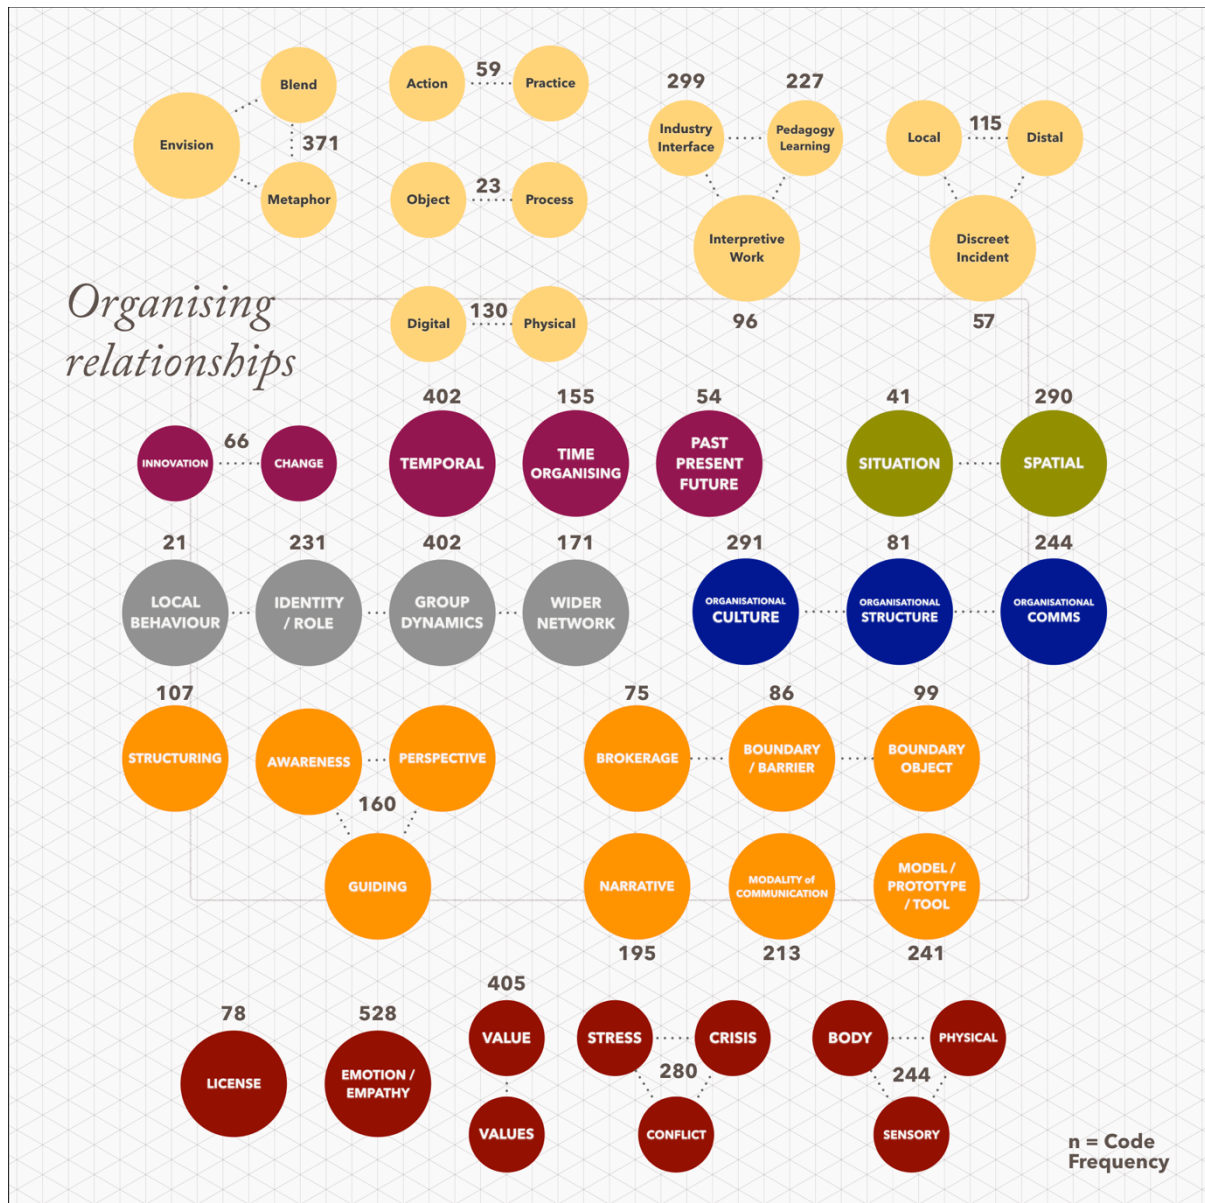 Blend
Envision
371
Metaphor
Action
59
Practice
Object
23
Process
Digital
130
Physical
299
227
Industry
Interface
Pedagogy
Learning
Interpretive
Work
96
Local
115
Distal
Discreet
Incident
57
Organising
relationships
INNOVATION
66
CHANGE
402
TEMPORAL
155
TIME
ORGANISING
54
PAST
PRESENT
FUTURE
41
SITUATION
290
SPATIAL
21
LOCAL
BEHAVIOUR
231
IDENTITY
/ ROLE
402
GROUP
DYNAMICS
171
WIDER
NETWORK
291
ORGANISATIONAL
CULTURE
81
ORGANISATIONAL
STRUCTURE
244
ORGANISATIONAL
COMMS
107
STRUCTURING
AWARENESS
PERSPECTIVE
160
GUIDING
75
BROKERAGE
86
BOUNDARY
/ BARRIER
99
BOUNDARY
OBJECT
NARRATIVE
195
MODALITY of
COMMUNICATION
213
MODEL /
PROTOTYPE
/ TOOL
241
78
LICENSE
528
EMOTION /
EMPATHY
405
VALUE
VALUES
STRESS
CRISIS
280
CONFLICT
BODY
PHYSICAL
244
SENSORY
n = Code
Frequency